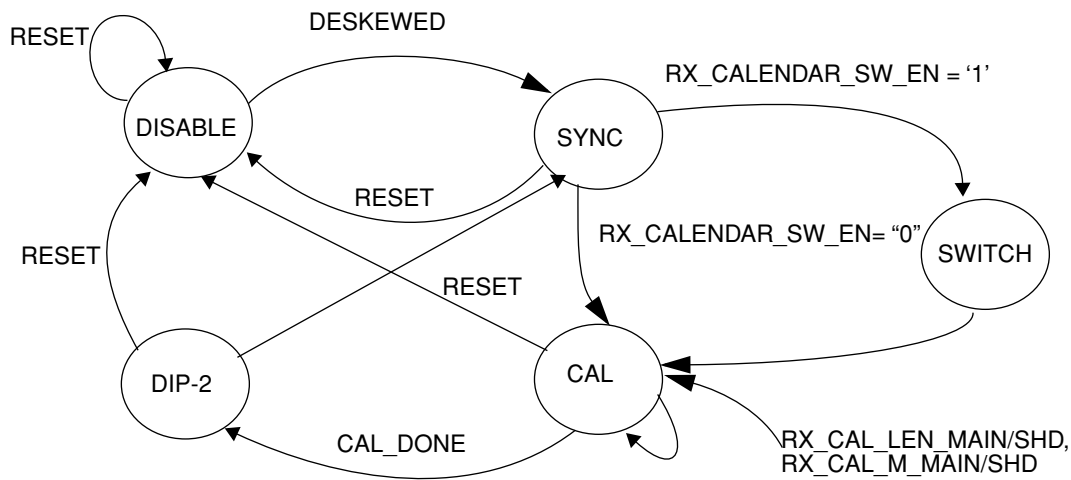 DESKEWED
RESET
RX_CALENDAR_SW_EN = ‘1’
DISABLE
SYNC
RESET
RX_CALENDAR_SW_EN= “0”
SWITCH
RESET
RESET
CAL
DIP-2
CAL_DONE
RX_CAL_LEN_MAIN/SHD,
RX_CAL_M_MAIN/SHD